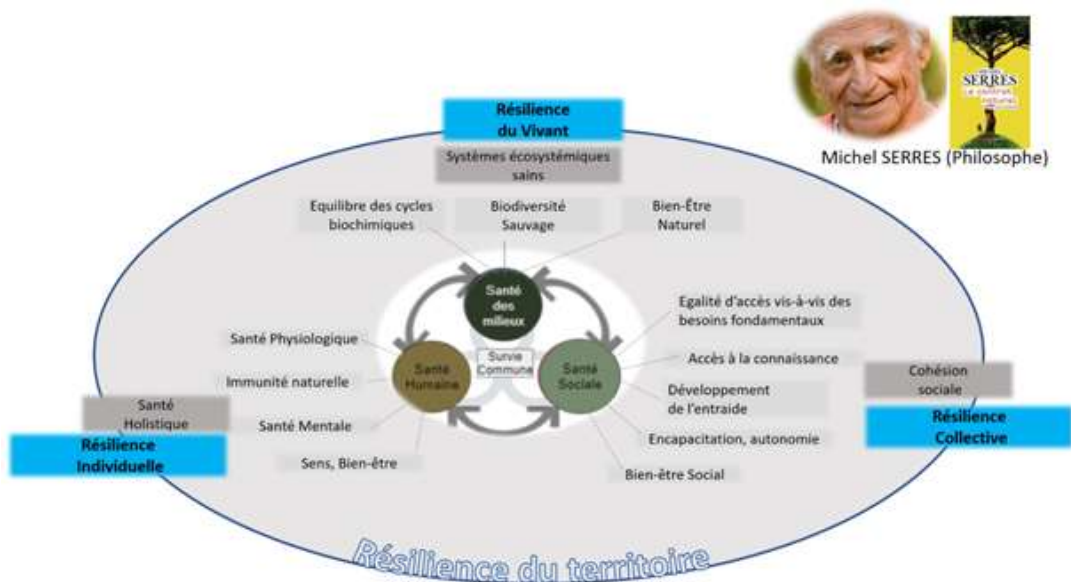 SERRES
Le contrat
naturel
Michel SERRES (Philosophe)
Résilience
du Vivant
Systèmes écosystémiques
sains
Equilibre des cycles
biochimiques
Biodiversité
Sauvage
Bien-Être
Naturel
Santé
des
milieux
Egalité d'accès vis-à-vis des
besoins fondamentaux
Santé Physiologique
Survie
Commune
Accès à la connaissance
Santé
Humaine
Santé
Sociale
Immunité naturelle
Développement
de l'entraide
Cohésion
sociale
Santé
Holistique
Santé Mentale
Résilience
Collective
Résilience
Individuelle
Encapacitation, autonomie
Sens, Bien-être
Bien-être Social
Résilience du territoire